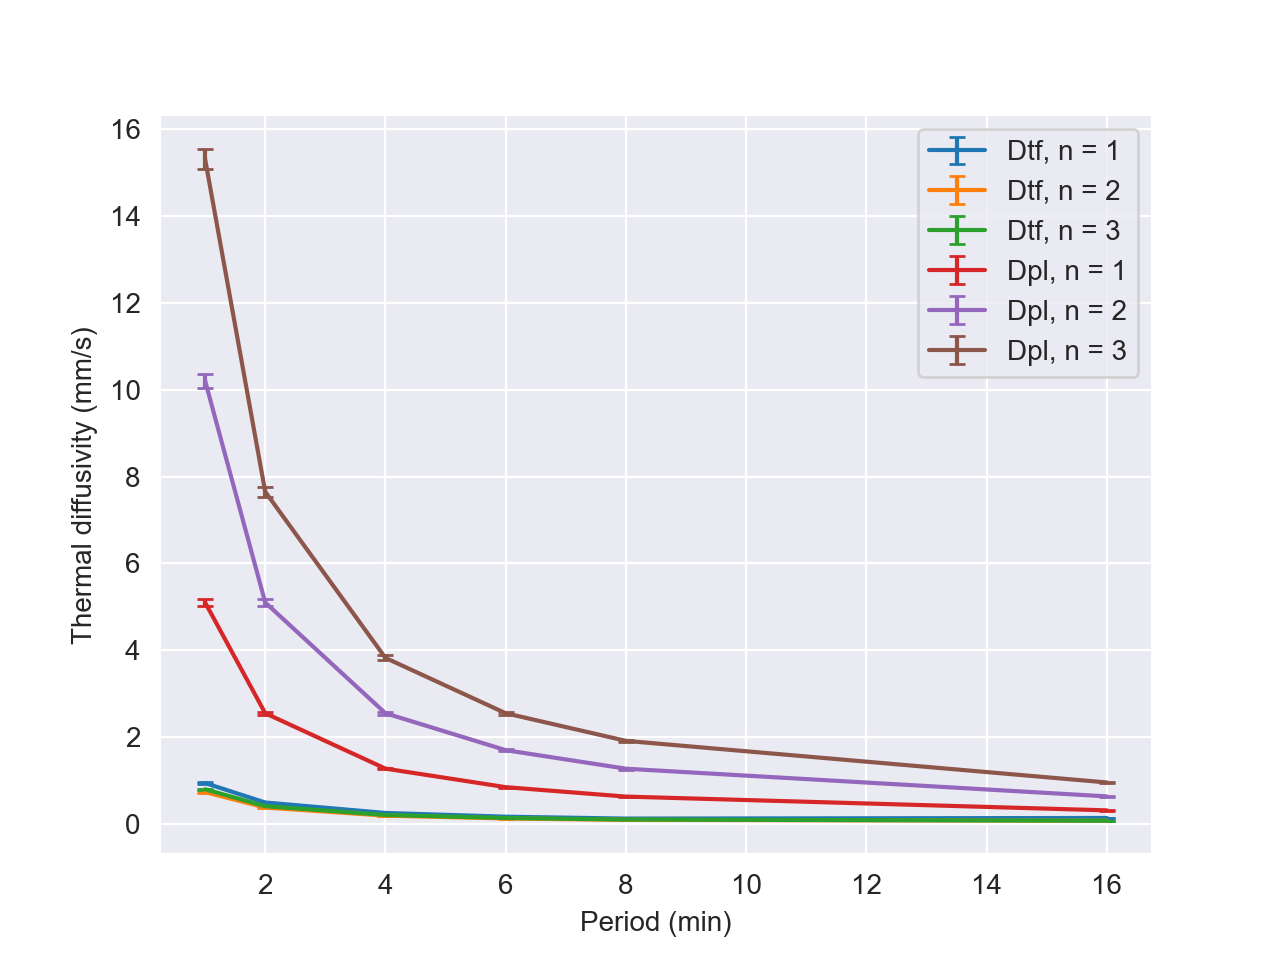 16
14
12
10
8
6
4
2
0
Thermal diffusivity (mm/s)
Dtf, n = 1
Dtf, n = 2
Dtf, n = 3
Dpl, n = 1
Dpl, n = 2
Dpl, n = 3
2 4 6 8 10 12 14 16
Period (min)